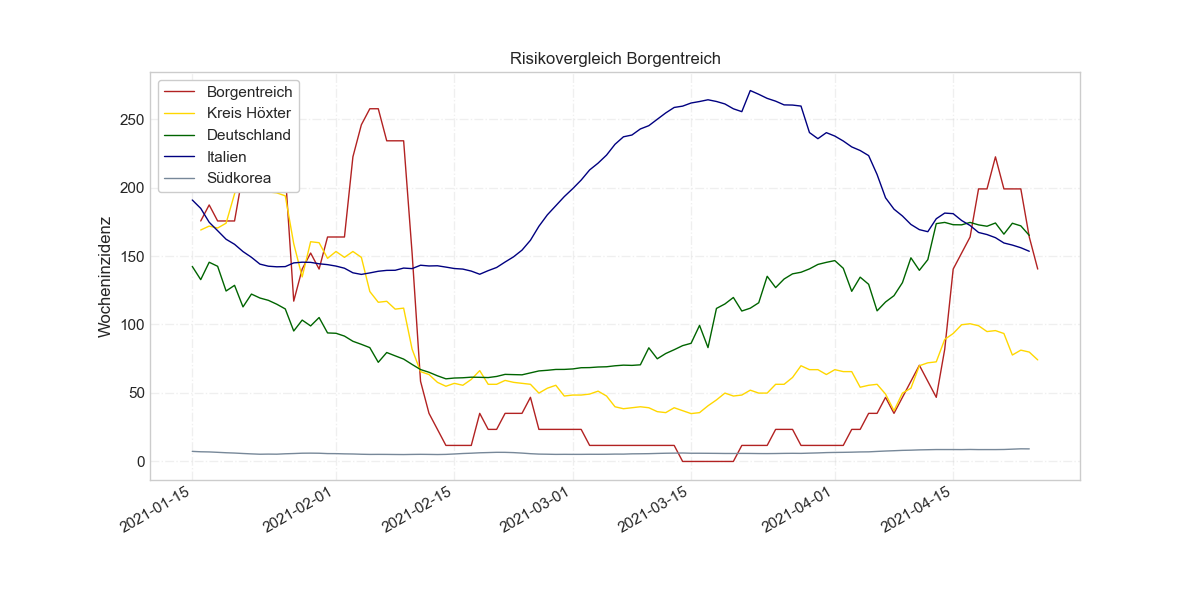 Risikovergleich Borgentreich
Borgentreich
Kreis Höxter
Deutschland
Italien
Südkorea
Wocheninzidenz
250
200
150
100
50
0
2021-01-15
2021-02-01
2021-02-15
2021-03-01
2021-03-15
2021-04-01
2021-04-15